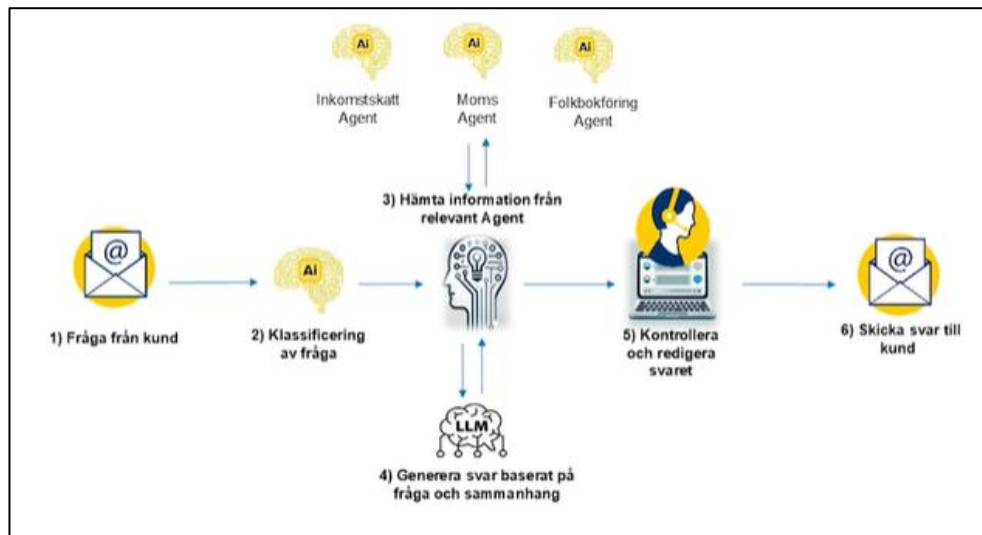 Ai
Ai
Ai
Inkomstskatt
Agent
Moms
Agent
Folkbokföring
Agent
3) Hämta information från
relevant Agent
@
1) Fråga från kund
Ai
2) Klassificering
av fråga
5) Kontrollera
och redigera
svaret
@
6) Skicka svar till
kund
LLM
4) Generera svar baserat på
fråga och sammanhang